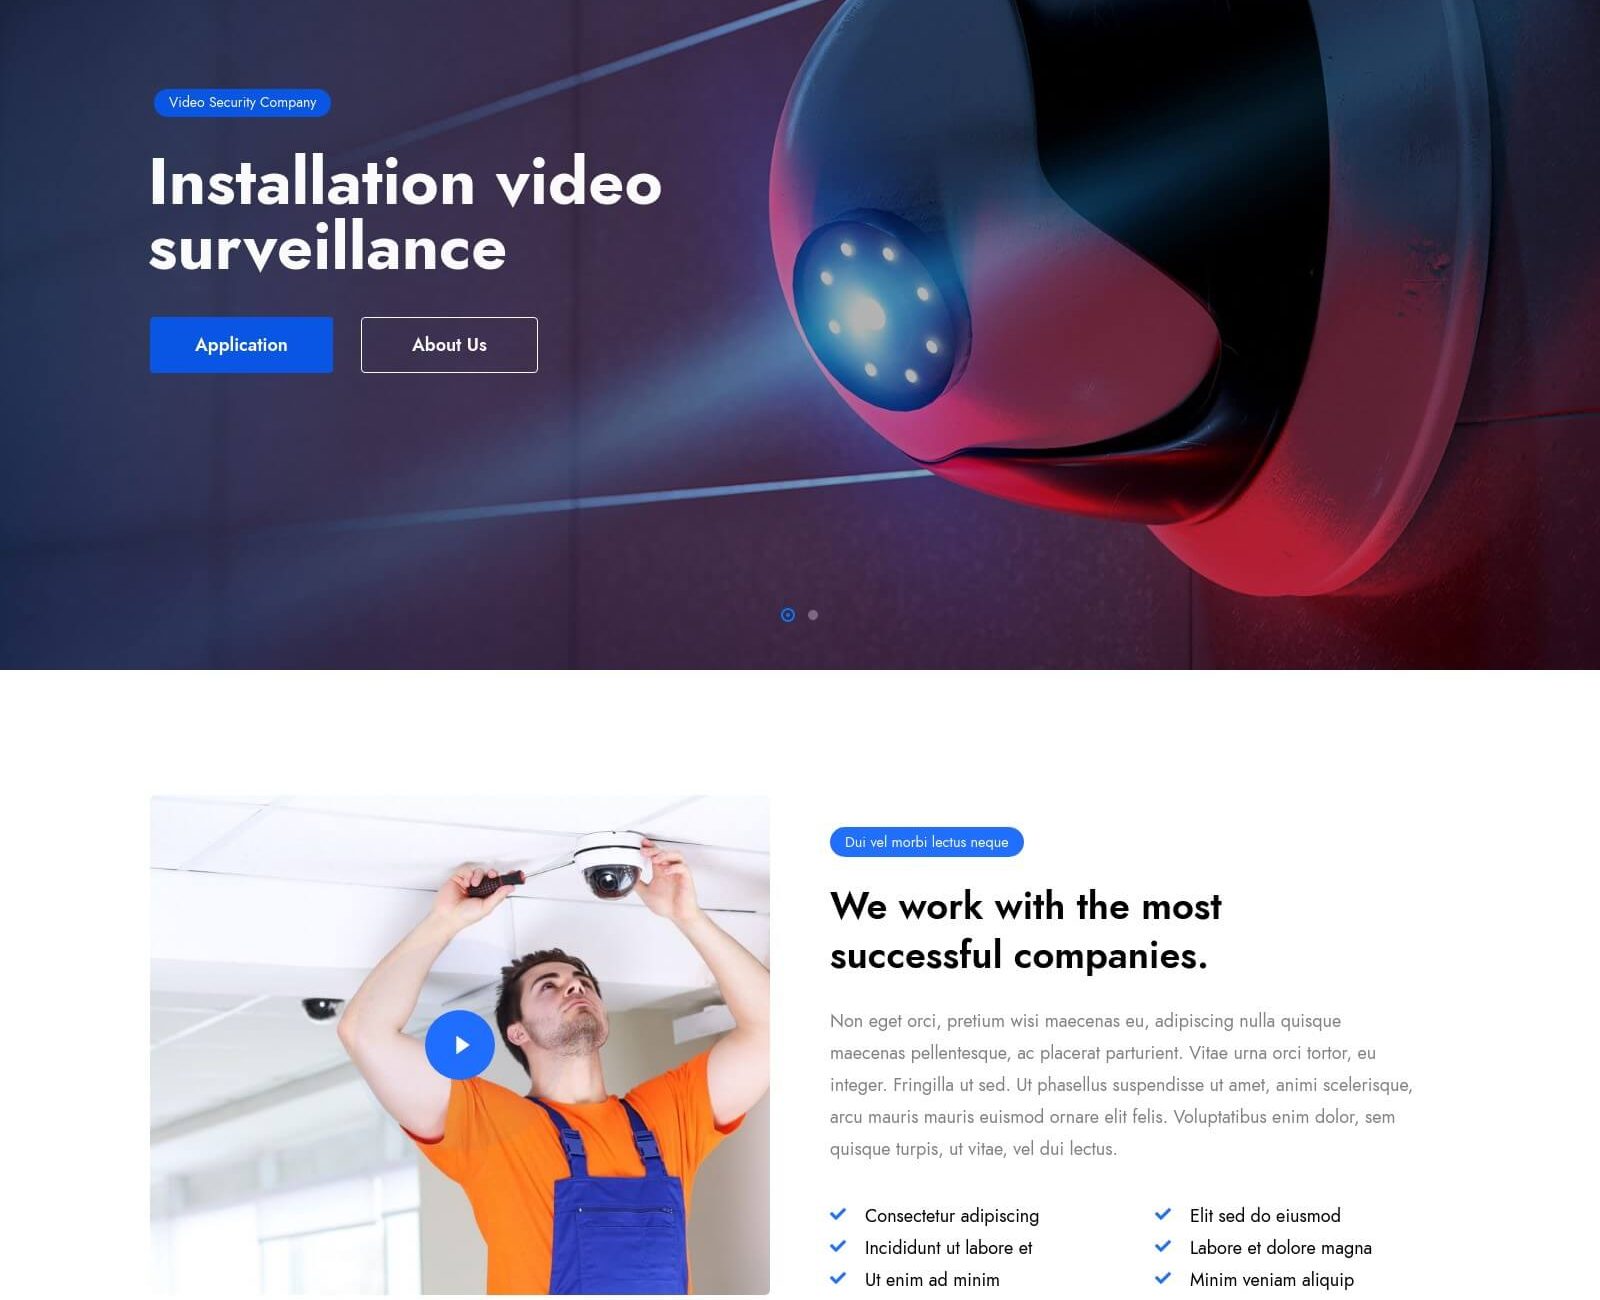 Video Security Company
Installation video
surveillance
Application
About Us
Dui vel morbi lectus neque
We work with the most
successful companies.
Non eget orci, pretium wisi maecenas eu, adipiscing nulla quisque
maecenas pellentesque, ac placerat parturient. Vitae urna orci tortor, eu
integer. Fringilla ut sed. Ut phasellus suspendisse ut amet, animi scelerisque,
arcu mauris mauris euismod ornare elit felis. Voluptatibus enim dolor, sem
quisque turpis, ut vitae, vel dui lectus.
Consectetur adipiscing
Incididunt ut labore et
Ut enim ad minim
Elit sed do eiusmod
Labore et dolore magna
Minim veniam aliquip